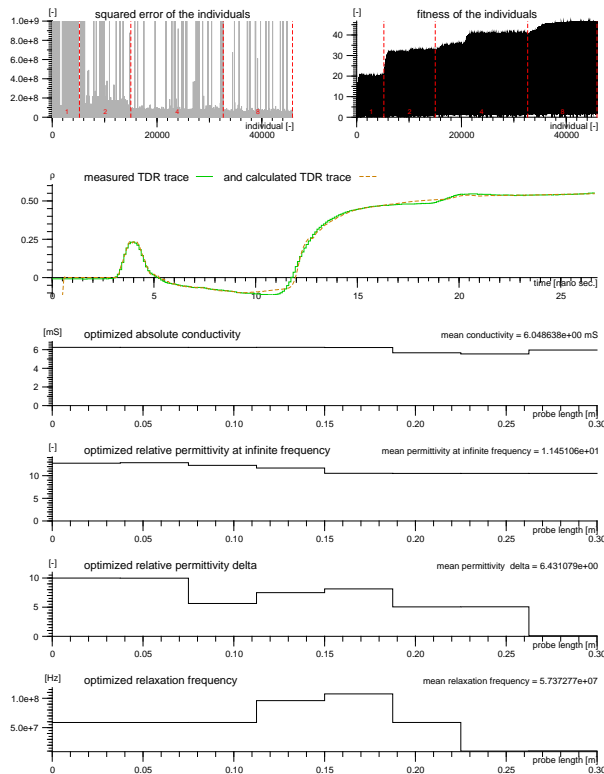 [-] squared error of the individuals
1.0e+9
8.0e+8
6.0e+8
4.0e+8
2.0e+8
0.0
1 2 4 8
0 20000 40000
individual [-]
[-] fitness of the individuals
40
30
20
10
0
1 2 4 8
0 20000 40000
individual [-]
ρ measured TDR trace and calculated TDR trace
0.50
0.25
0
0 5 10 15 20 25
time [nano sec.]
[mS] optimized absolute conductivity mean conductivity = 6.048638e+00 mS
6
4
2
0
probe length [m]
0 0.05 0.10 0.15 0.20 0.25 0.30
[-] optimized relative permittivity at infinite frequency mean permittivity at infinite frequency = 1.145106e+01
10
5
0
probe length [m]
0 0.05 0.10 0.15 0.20 0.25 0.30
[-] optimized relative permittivity delta mean permittivity delta = 6.431079e+00
10
5
0
probe length [m]
0 0.05 0.10 0.15 0.20 0.25 0.30
[Hz] optimized relaxation frequency mean relaxation frequency = 5.737277e+07
1.0e+8
5.0e+7
probe length [m]
0 0.05 0.10 0.15 0.20 0.25 0.30